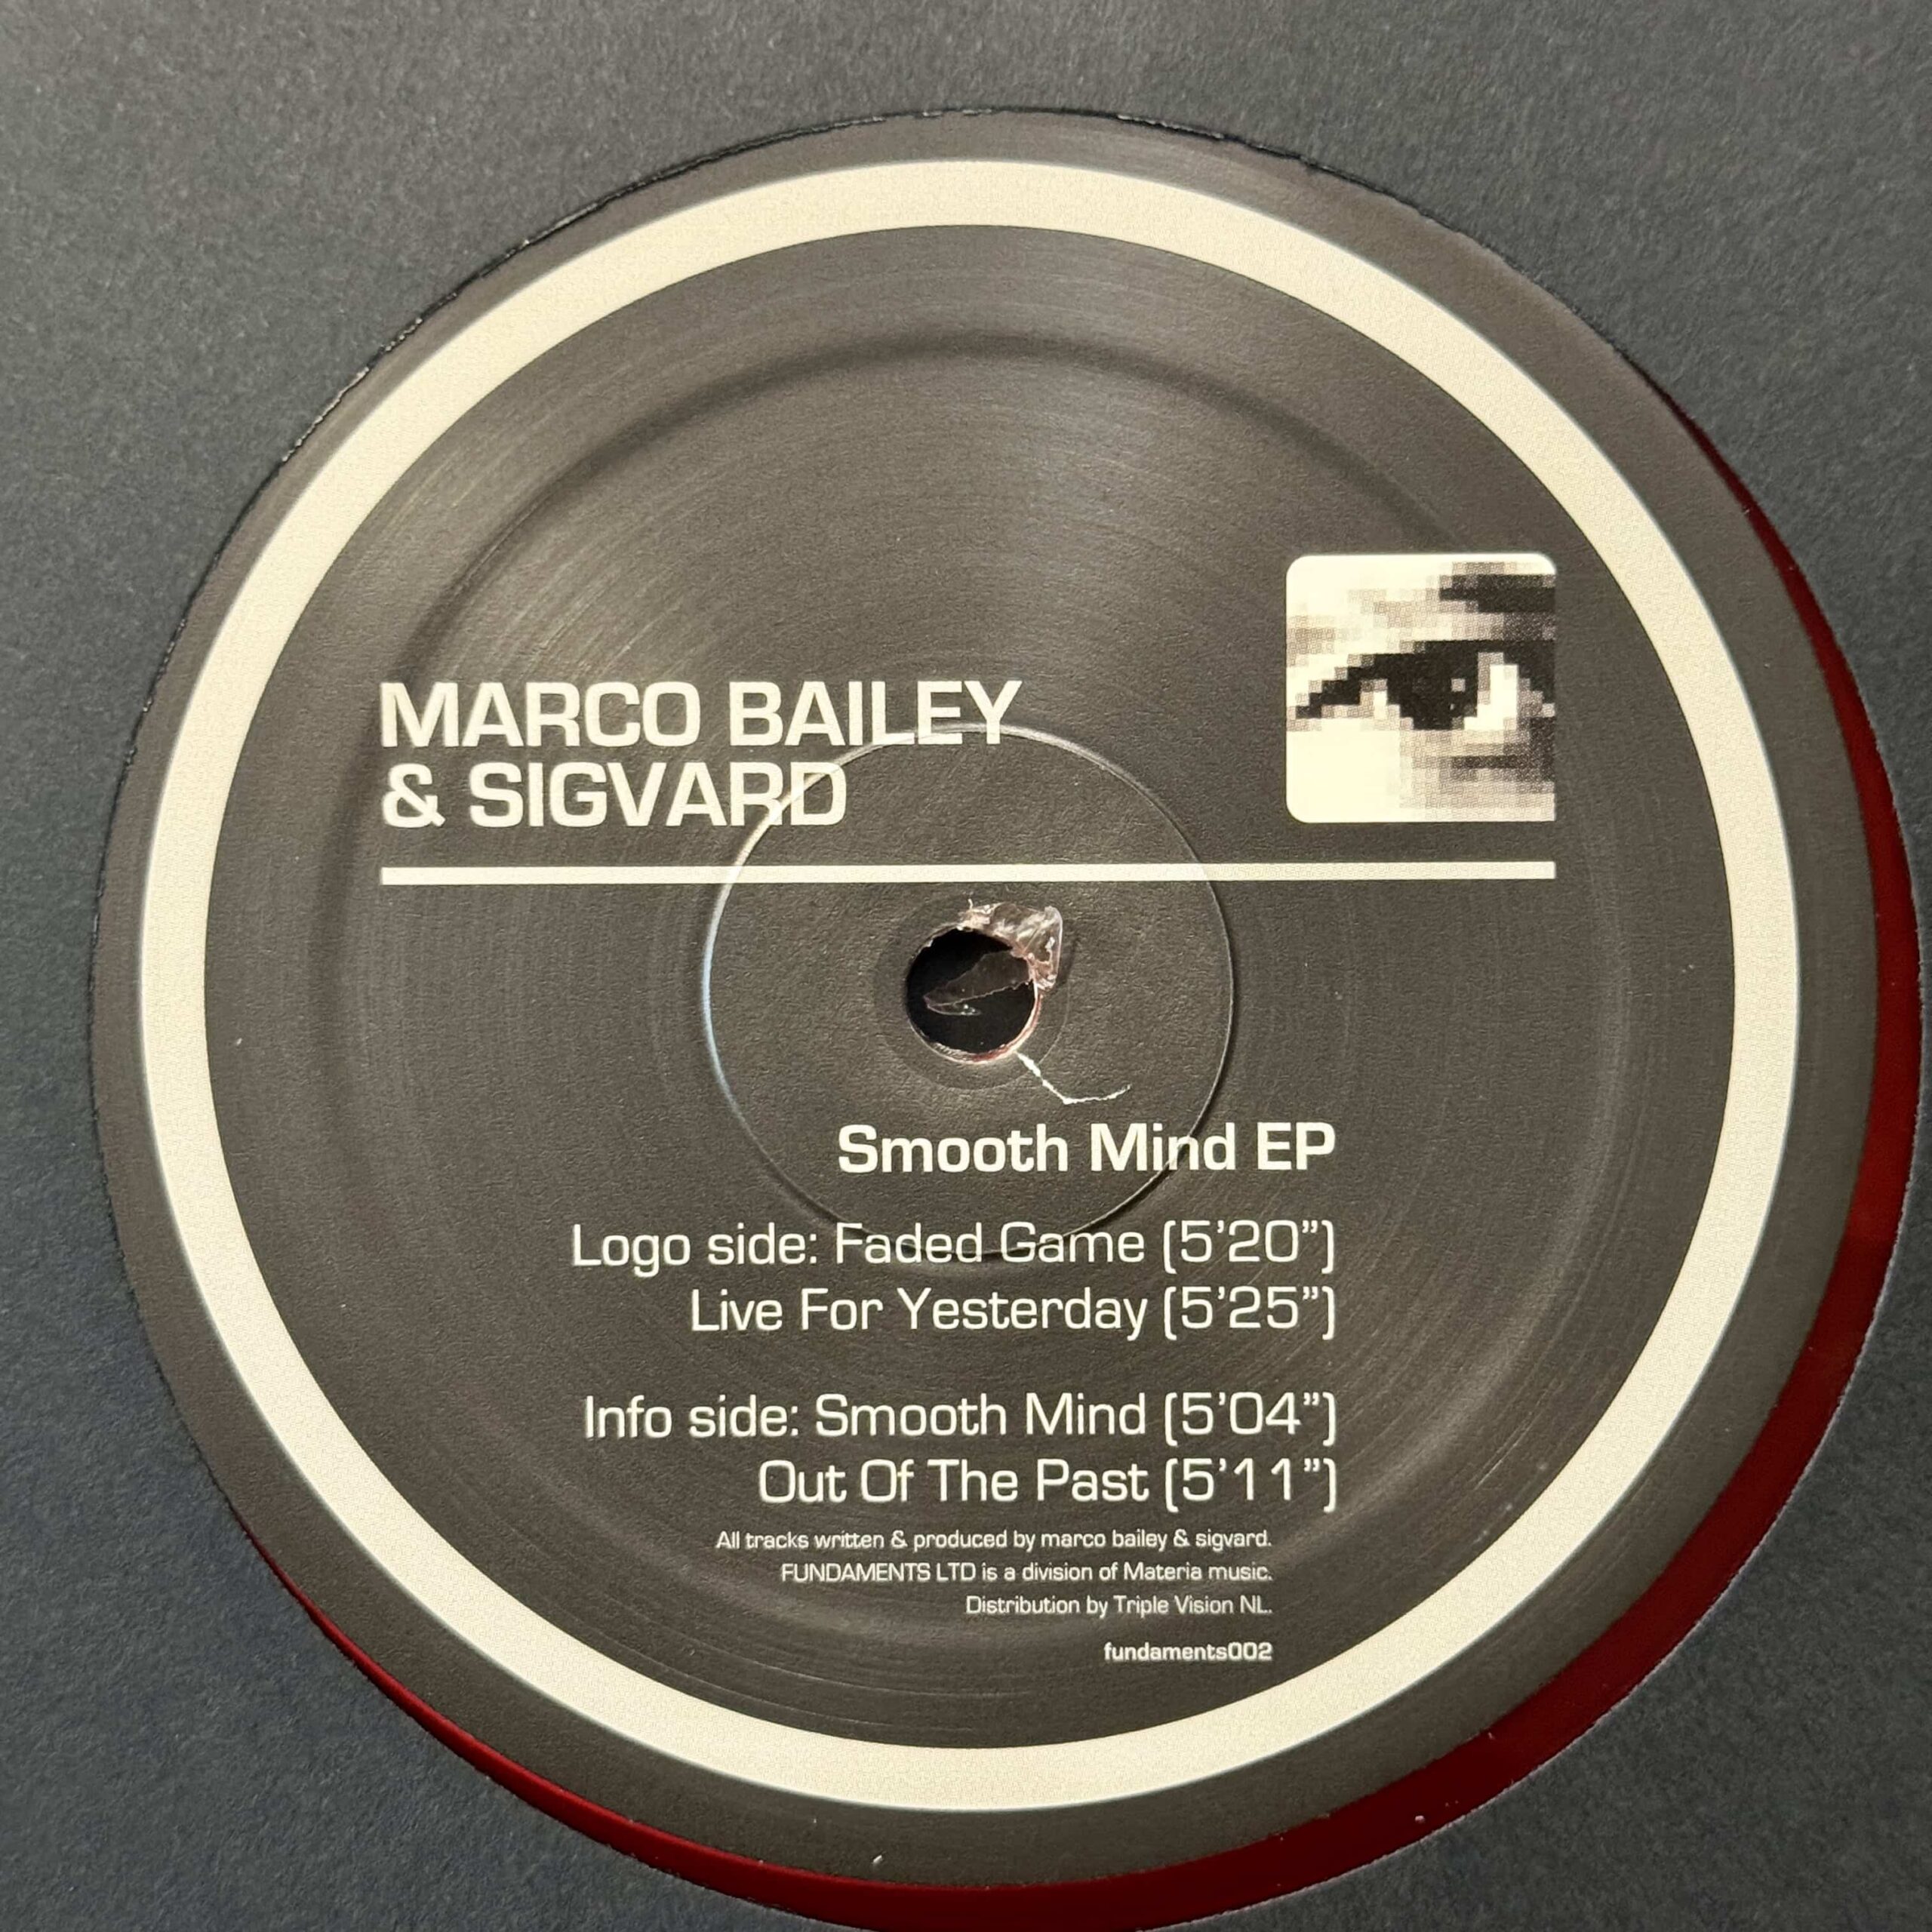 MARCO BAILEY
& SIGVARD
Smooth Mind EP
Logo side: Faded Game (5'20")
Live For Yesterday (5'25")
Info side: Smooth Mind (5'04")
Out Of The Past (5'11")
All tracks written & produced by marco bailey & sigvard.
FUNDAMENTS LTD is a division of Materia music.
Distribution by Triple Vision NL.
fundaments002